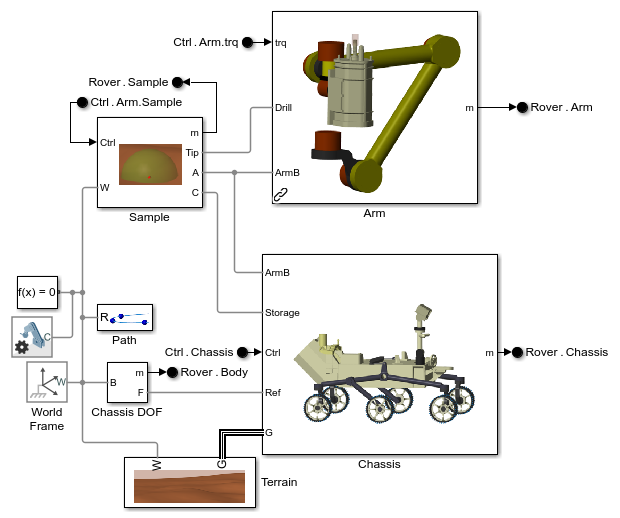 Ctrl . Arm.trq
trq
Rover . Sample
Ctrl . Arm.Sample
Drill
m
Rover . Arm
Ctrl
m
Tip
A
ArmB
W
C
Sample
Arm
ArmB
f(x) = 0
Storage
R
C
Path
Ctrl . Chassis
Ctrl
m
Rover . Chassis
W
B
m
Rover . Body
F
Ref
World
Frame
Chassis DOF
G
W
G
Chassis
Terrain